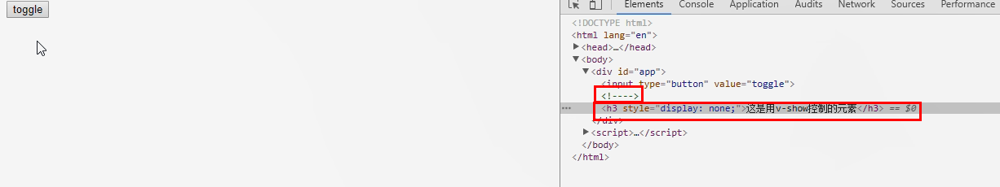 toggle
Elements Console Application Audits Network Sources Performance
<!DOCTYPE html>
<html lang="en">
<head>…</head>
<body>
<div id="app">
<input type="button" value="toggle">
<!---->
<h3 style="display: none;">这是用v-show控制的元素</h3> == $0
</div>
<script>…</script>
</body>
</html>